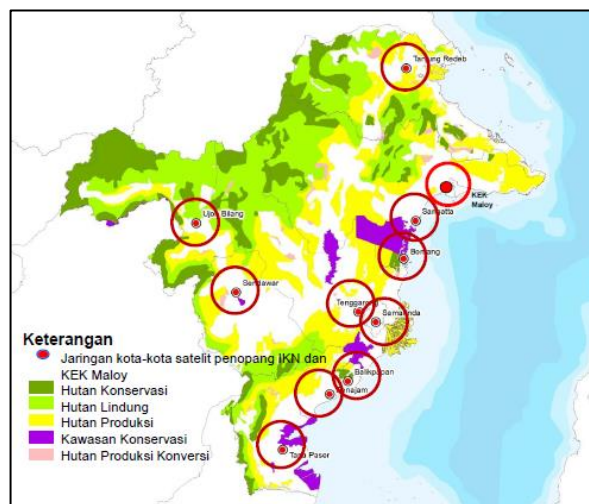 Tanjung Redeb
KEK
Maloy
Sangatta
Ujoh Bilang
Bontang
Sendawar
Tenggarong
Samarinda
Balikpapan
Penajam
Tana Paser
Keterangan
Jaringan kota-kota satelit penopang IKN dan
KEK Maloy
Hutan Konservasi
Hutan Lindung
Hutan Produksi
Kawasan Konservasi
Hutan Produksi Konversi